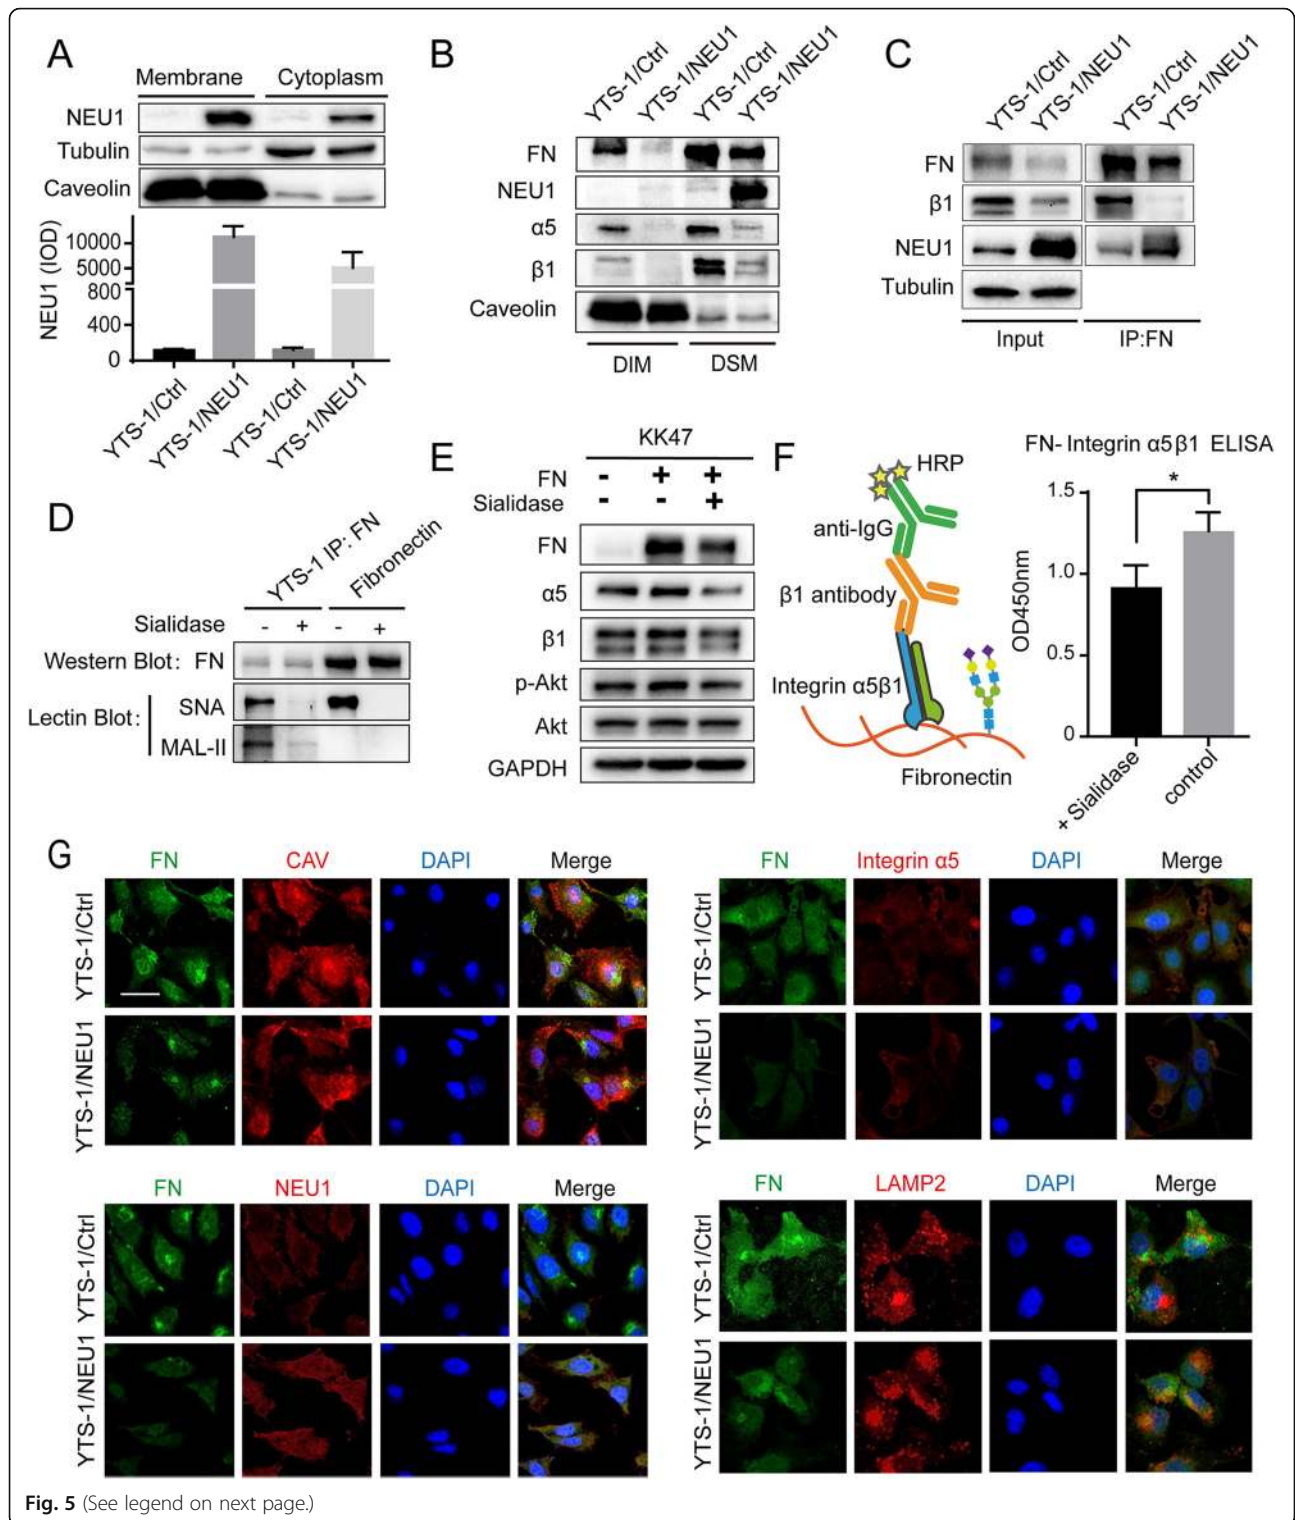 A
Membrane Cytoplasm
NEU1
Tubulin
Caveolin
NEU1 (IOD)
10000
5000
800
400
0
YTS-1/Ctrl
YTS-1/NEU1
YTS-1/Ctrl
YTS-1/NEU1
B
YTS-1/Ctrl
YTS-1/NEU1
YTS-1/Ctrl
YTS-1/NEU1
FN
NEU1
α5
β1
Caveolin
DIM DSM
C
YTS-1/Ctrl
YTS-1/NEU1
YTS-1/Ctrl
YTS-1/NEU1
FN
β1
NEU1
Tubulin
Input IP:FN
D
YTS-1 IP: FN
Fibronectin
Sialidase - + - +
Western Blot: FN
Lectin Blot:
SNA
MAL-II
E
KK47
FN - + +
Sialidase - - +
FN
α5
β1
p-Akt
Akt
GAPDH
F
HRP
anti-IgG
β1 antibody
Integrin α5β1
Fibronectin
FN- Integrin α5β1 ELISA
*
OD450nm
1.5
1.0
0.5
0
+ Sialidase
control
G
FN CAV DAPI Merge
YTS-1/Ctrl
YTS-1/NEU1
FN Integrin α5 DAPI Merge
YTS-1/Ctrl
YTS-1/NEU1
FN NEU1 DAPI Merge
YTS-1/Ctrl
YTS-1/NEU1
FN LAMP2 DAPI Merge
YTS-1/Ctrl
YTS-1/NEU1
Fig. 5 (See legend on next page.)